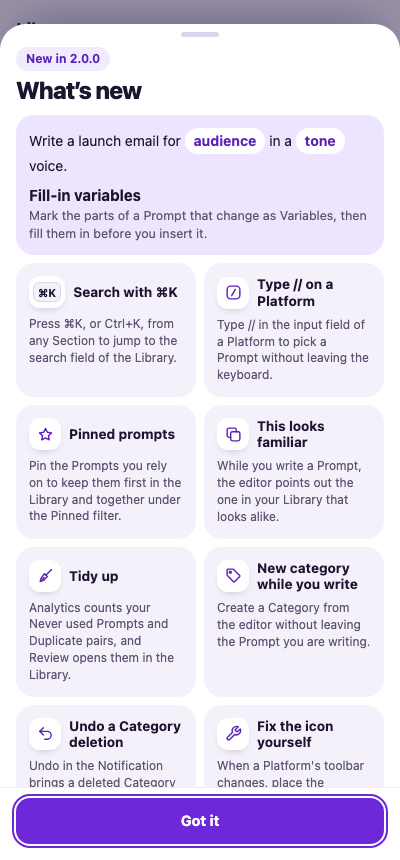 New in 2.0.0
What's new
Write a launch email for audience in a tone
voice.
Fill-in variables
Mark the parts of a Prompt that change as Variables, then
fill them in before you insert it.
⌘K Search with ⌘K
Press ⌘K, or Ctrl+K, from
any Section to jump to the
search field of the Library.
Type // on a
Platform
Type // in the input field of
a Platform to pick a
Prompt without leaving the
keyboard.
Pinned prompts
Pin the Prompts you rely
on to keep them first in the
Library and together under
the Pinned filter.
This looks
familiar
While you write a Prompt,
the editor points out the
one in your Library that
looks alike.
Tidy up
Analytics counts your
Never used Prompts and
Duplicate pairs, and
Review opens them in the
Library.
New category
while you write
Create a Category from
the editor without leaving
the Prompt you are writing.
Undo a Category
deletion
Undo in the Notification
brings a deleted Category
Fix the icon
yourself
When a Platform's toolbar
changes, place the
Got it